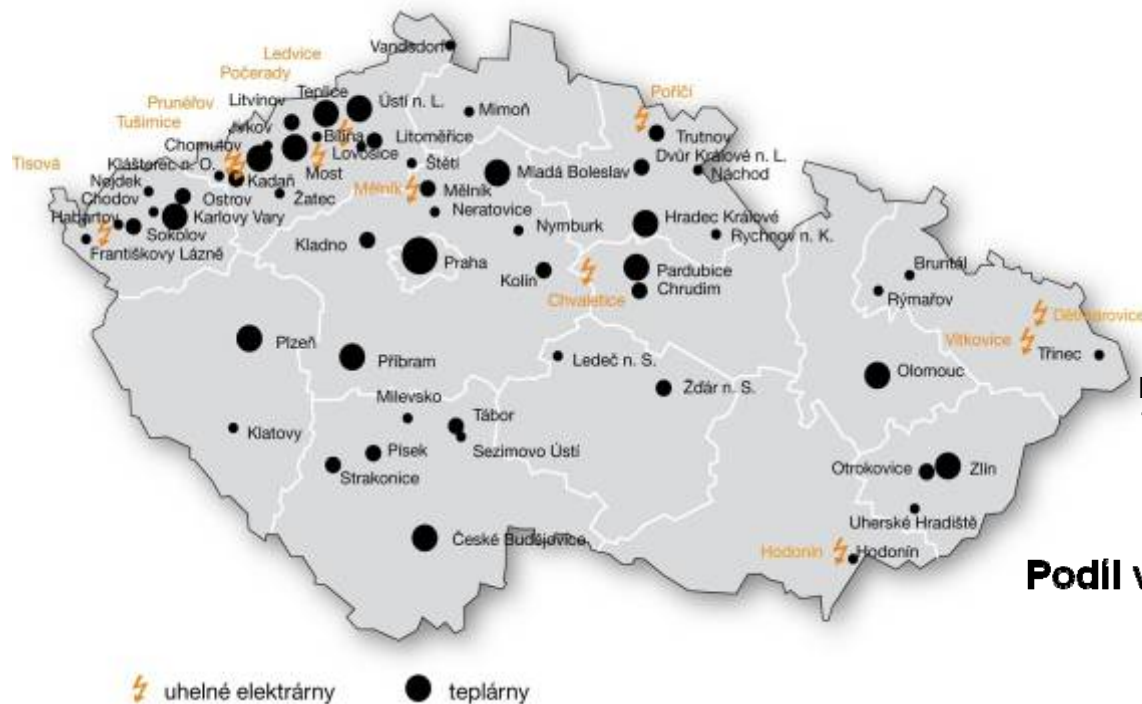 Vandsdorf
Ledvice
Počerady
Teplice
Ústí n. L.
Prunéřov
Litvínov
Mimoň
Poříčí
Tušimice
Jirkov
Bílina
Litoměřice
Trutnov
Chomutov
Lovosice
Dvůr Králové n. L.
Tisová
Klášterec n. O.
Most
Štětí
Mladá Boleslav
Náchod
Nejdek
Kadaň
Mělník
Mělník
Chodov
Ostrov
Žatec
Neratovice
Habartov
Karlovy Vary
Nymburk
Hradec Králové
Sokolov
Kladno
Rychnov n. K.
Františkovy Lázně
Praha
Kolín
Pardubice
Bruntál
Chvaletice
Chrudim
Rýmařov
Dětmarovice
Plzeň
Vítkovice
Příbram
Ledeč n. S.
Třinec
Olomouc
Žďár n. S.
Milevsko
Tábor
Klatovy
Písek
Sezimovo Ústí
Strakonice
Otrokovice
Zlín
Uherské Hradiště
České Budějovice
Hodonín
Hodonín
Podíl v
uhelné elektrárny
teplárny